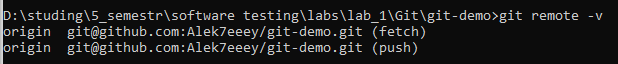 D:\studing\5_semestr\software testing\labs\lab_1\Git\git-demo>git remote -v
origin  git@github.com:Alek7eeey/git-demo.git (fetch)
origin  git@github.com:Alek7eeey/git-demo.git (push)